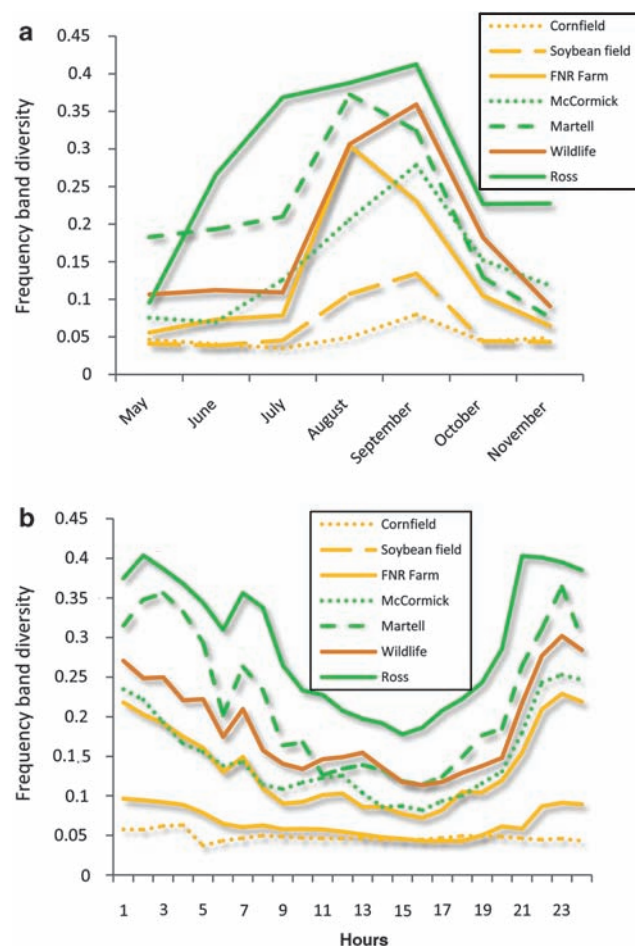 a
0.45
0.4
0.35
0.3
0.25
0.2
0.15
0.1
0.05
0
Frequency band diversity
Cornfield
Soybean field
FNR Farm
McCormick
Martell
Wildlife
Ross
May
June
July
August
September
October
November
b
0.45
0.4
0.35
0.3
0.25
0.2
0.15
0.1
0.05
0
Frequency band diversity
Cornfield
Soybean field
FNR Farm
McCormick
Martell
Wildlife
Ross
1 3 5 7 9 11 13 15 17 19 21 23
Hours